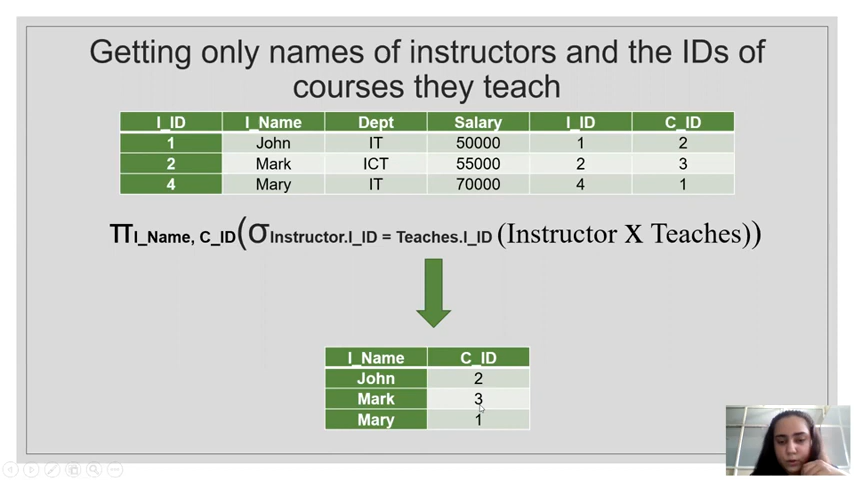 Getting only names of instructors and the IDs of
courses they teach
I_ID I_Name Dept Salary I_ID C_ID
1 John IT 50000 1 2
2 Mark ICT 55000 2 3
4 Mary IT 70000 4 1
πI_Name, C_ID(σInstructor.I_ID = Teaches.I_ID (Instructor X Teaches))
I_Name C_ID
John 2
Mark 3
Mary 1